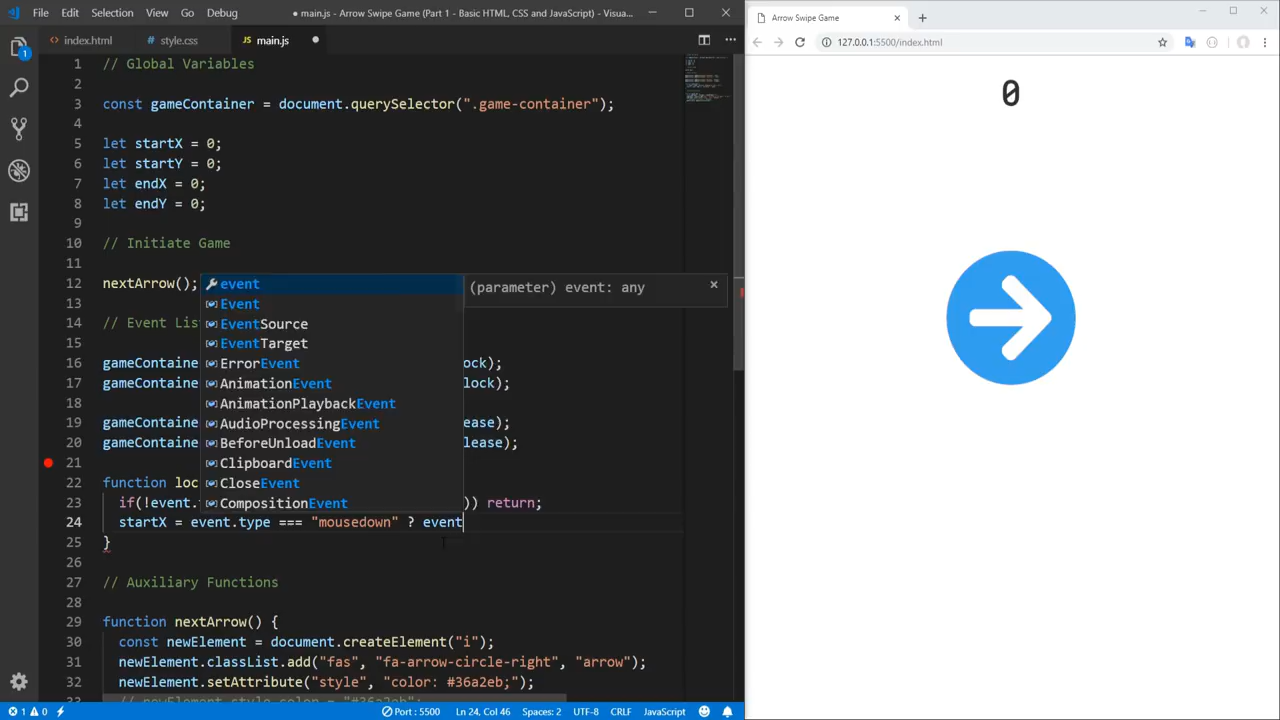 File Edit Selection View Go Debug ● main.js - Arrow Swipe Game (Part 1 - Basic HTML, CSS and JavaScript) - Visua...
index.html style.css JS main.js ●
1 // Global Variables
2
3 const gameContainer = document.querySelector(".game-container");
4
5 let startX = 0;
6 let startY = 0;
7 let endX = 0;
8 let endY = 0;
9
10 // Initiate Game
11
12 nextArrow();
13
14 // Event Lis
15
16 gameContaine lock);
17 gameContaine lock);
18
19 gameContaine ease);
20 gameContaine lease);
21
22 function loc
23 if(!event. )) return;
24 startX = event.type === "mousedown" ? event
25 }
26
27 // Auxiliary Functions
28
29 function nextArrow() {
30 const newElement = document.createElement("i");
31 newElement.classList.add("fas", "fa-arrow-circle-right", "arrow");
32 newElement.setAttribute("style", "color: #36a2eb;");
33 // newElement.style.color = "#36a2eb";
event
Event
EventSource
EventTarget
ErrorEvent
AnimationEvent
AnimationPlaybackEvent
AudioProcessingEvent
BeforeUnloadEvent
ClipboardEvent
CloseEvent
CompositionEvent
(parameter) event: any
1
1 0 Port : 5500 Ln 24, Col 46 Spaces: 2 UTF-8 CRLF JavaScript
Arrow Swipe Game
127.0.0.1:5500/index.html
0